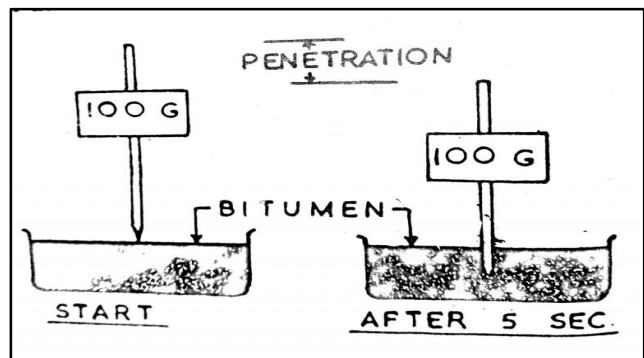 PENETRATION
100 G
100 G
BITUMEN
START
AFTER 5 SEC.